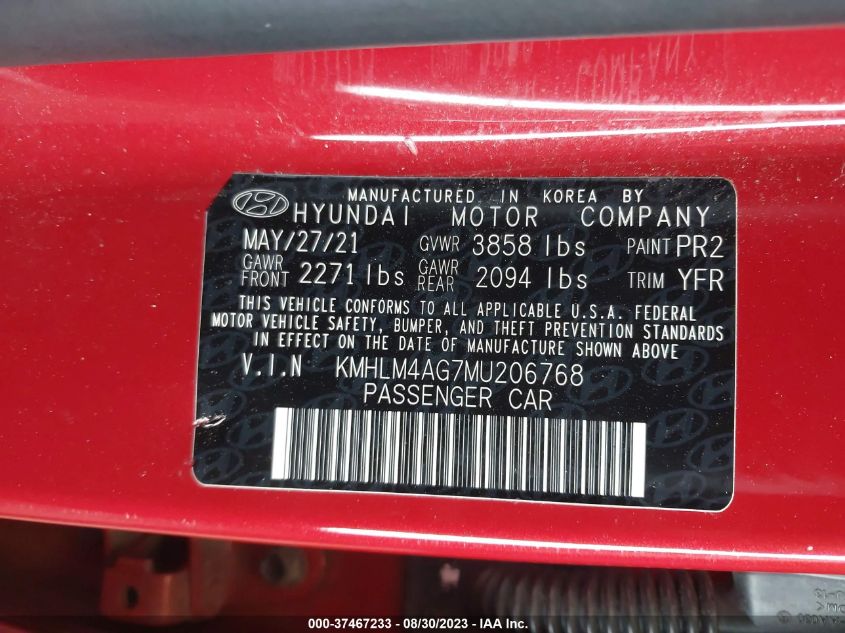 MANUFACTURED IN KOREA BY
HYUNDAI MOTOR COMPANY
MAY/27/21 GVWR 3858 lbs PAINT PR2
GAWR FRONT 2271 lbs GAWR REAR 2094 lbs TRIM YFR
THIS VEHICLE CONFORMS TO ALL APPLICABLE U.S.A. FEDERAL
MOTOR VEHICLE SAFETY, BUMPER, AND THEFT PREVENTION STANDARDS
IN EFFECT ON THE DATE OF MANUFACTURE SHOWN ABOVE
V.I.N KMHLM4AG7MU206768
PASSENGER CAR
000-37467233 - 08/30/2023 - IAA Inc.